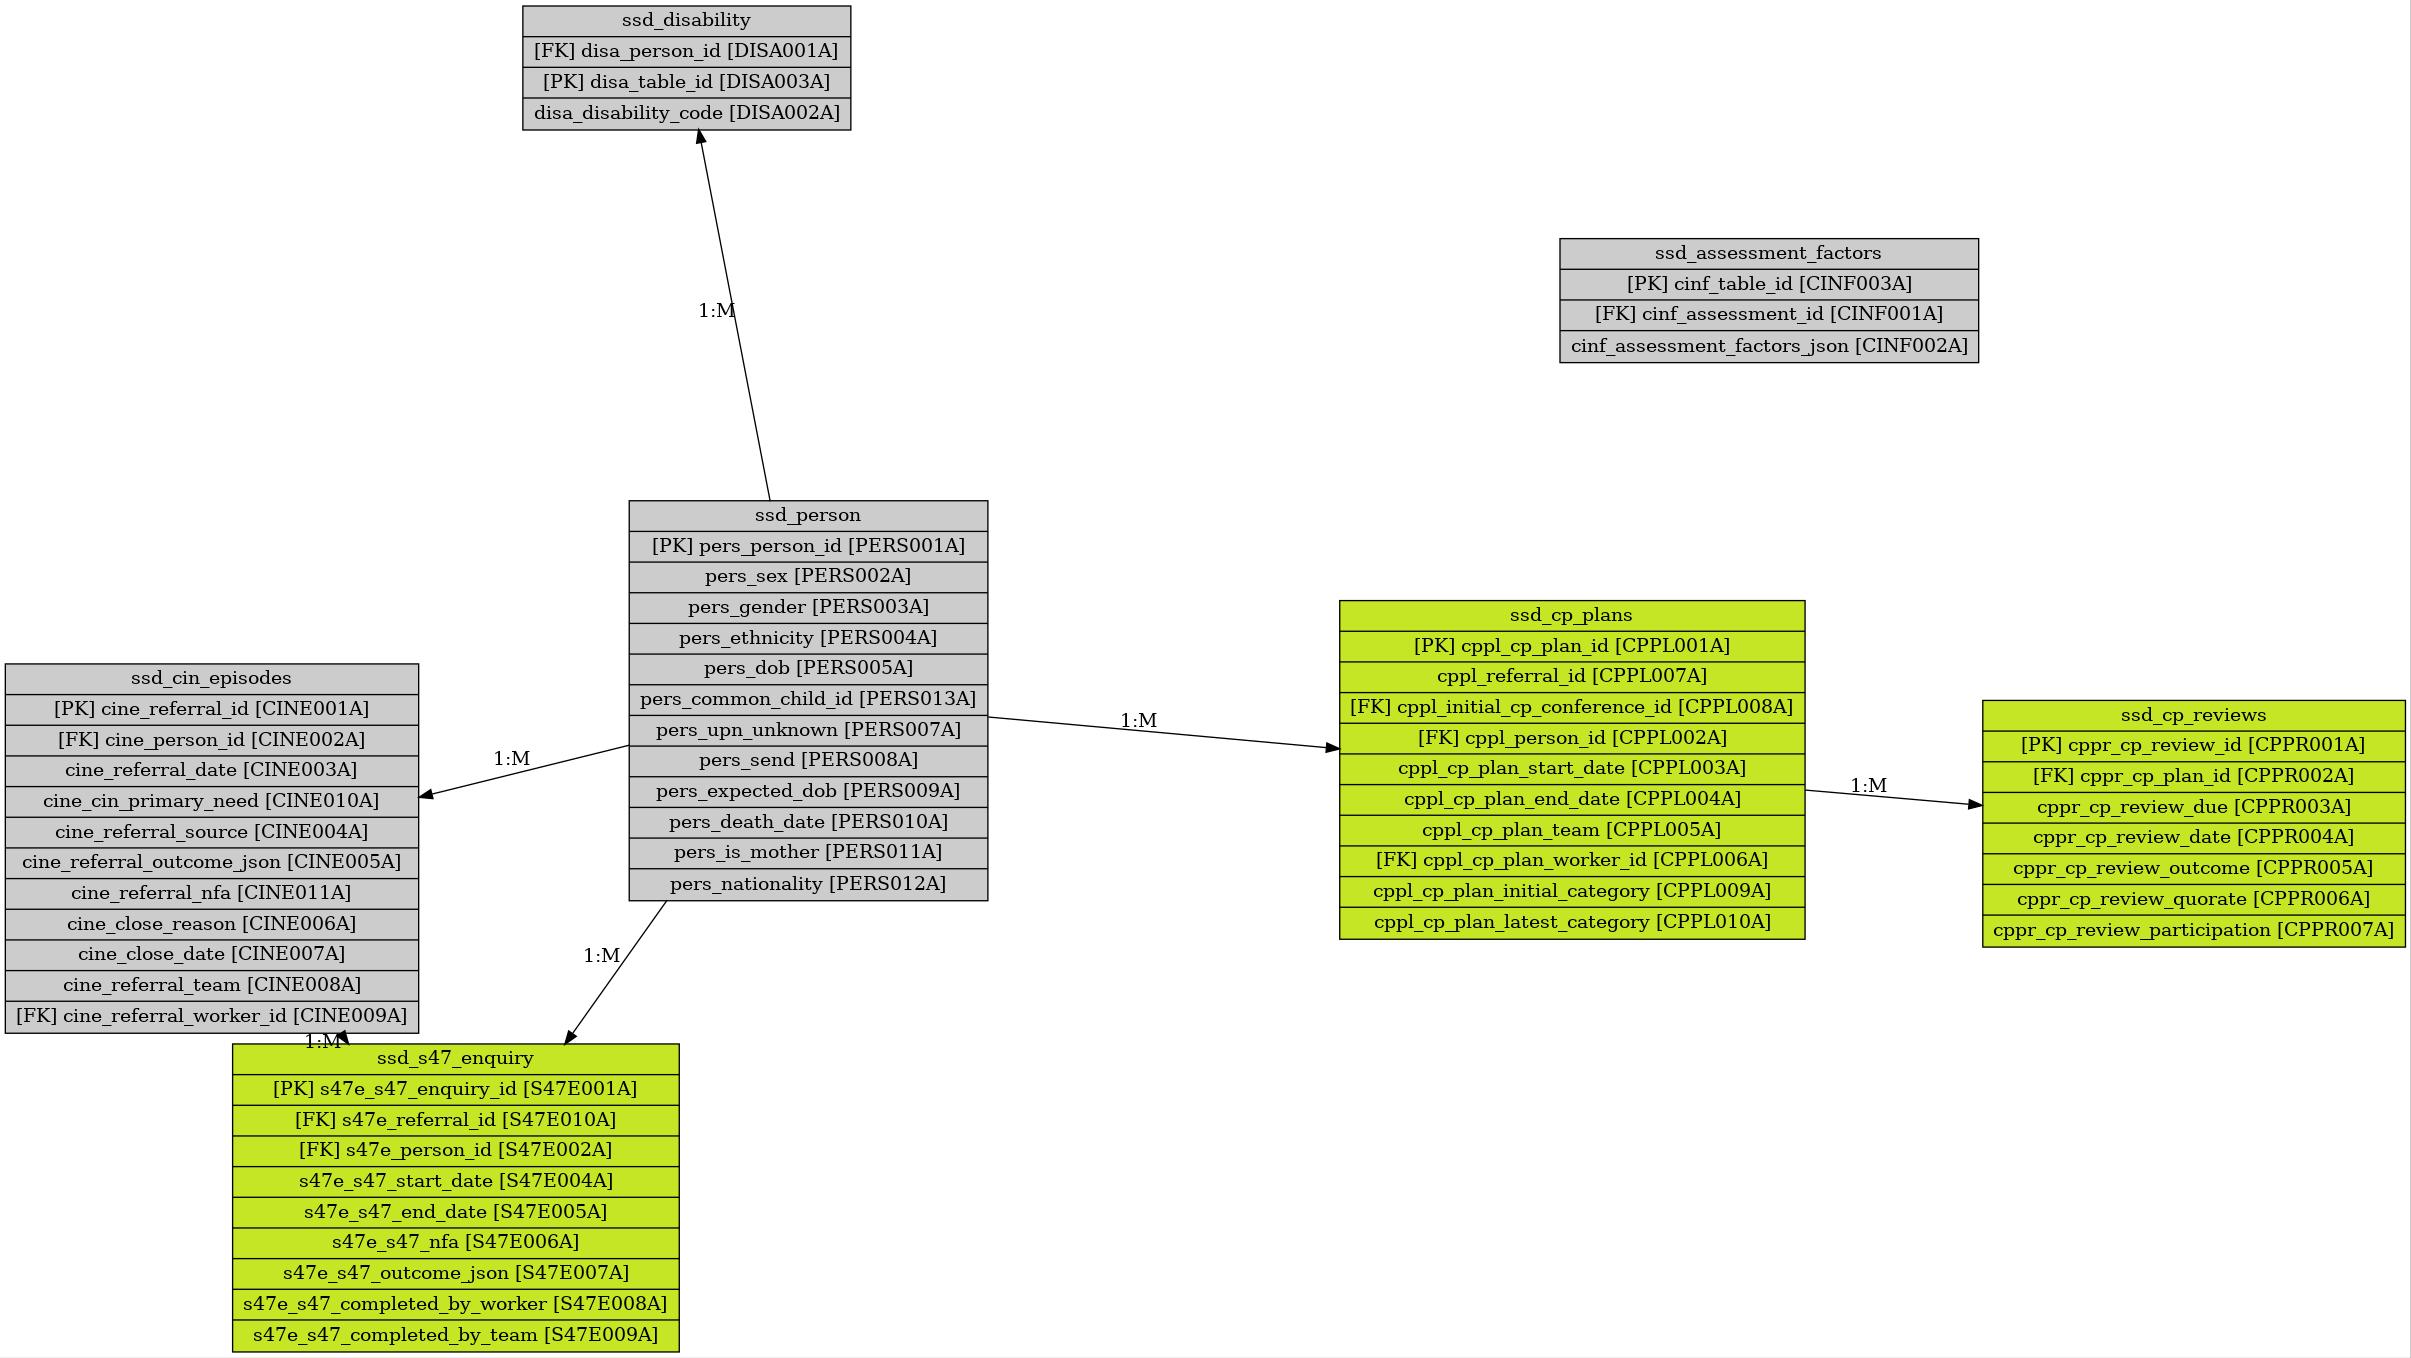 ssd_disability
[FK] disa_person_id [DISA001A]
[PK] disa_table_id [DISA003A]
disa_disability_code [DISA002A]
1:M
ssd_assessment_factors
[PK] cinf_table_id [CINF003A]
[FK] cinf_assessment_id [CINF001A]
cinf_assessment_factors_json [CINF002A]
ssd_person
[PK] pers_person_id [PERS001A]
pers_sex [PERS002A]
pers_gender [PERS003A]
pers_ethnicity [PERS004A]
pers_dob [PERS005A]
pers_common_child_id [PERS013A]
pers_upn_unknown [PERS007A]
pers_send [PERS008A]
pers_expected_dob [PERS009A]
pers_death_date [PERS010A]
pers_is_mother [PERS011A]
pers_nationality [PERS012A]
1:M
1:M
1:M
ssd_cin_episodes
[PK] cine_referral_id [CINE001A]
[FK] cine_person_id [CINE002A]
cine_referral_date [CINE003A]
cine_cin_primary_need [CINE010A]
cine_referral_source [CINE004A]
cine_referral_outcome_json [CINE005A]
cine_referral_nfa [CINE011A]
cine_close_reason [CINE006A]
cine_close_date [CINE007A]
cine_referral_team [CINE008A]
[FK] cine_referral_worker_id [CINE009A]
1:M
ssd_cp_plans
[PK] cppl_cp_plan_id [CPPL001A]
cppl_referral_id [CPPL007A]
[FK] cppl_initial_cp_conference_id [CPPL008A]
[FK] cppl_person_id [CPPL002A]
cppl_cp_plan_start_date [CPPL003A]
cppl_cp_plan_end_date [CPPL004A]
cppl_cp_plan_team [CPPL005A]
[FK] cppl_cp_plan_worker_id [CPPL006A]
cppl_cp_plan_initial_category [CPPL009A]
cppl_cp_plan_latest_category [CPPL010A]
1:M
ssd_cp_reviews
[PK] cppr_cp_review_id [CPPR001A]
[FK] cppr_cp_plan_id [CPPR002A]
cppr_cp_review_due [CPPR003A]
cppr_cp_review_date [CPPR004A]
cppr_cp_review_outcome [CPPR005A]
cppr_cp_review_quorate [CPPR006A]
cppr_cp_review_participation [CPPR007A]
ssd_s47_enquiry
[PK] s47e_s47_enquiry_id [S47E001A]
[FK] s47e_referral_id [S47E010A]
[FK] s47e_person_id [S47E002A]
s47e_s47_start_date [S47E004A]
s47e_s47_end_date [S47E005A]
s47e_s47_nfa [S47E006A]
s47e_s47_outcome_json [S47E007A]
s47e_s47_completed_by_worker [S47E008A]
s47e_s47_completed_by_team [S47E009A]